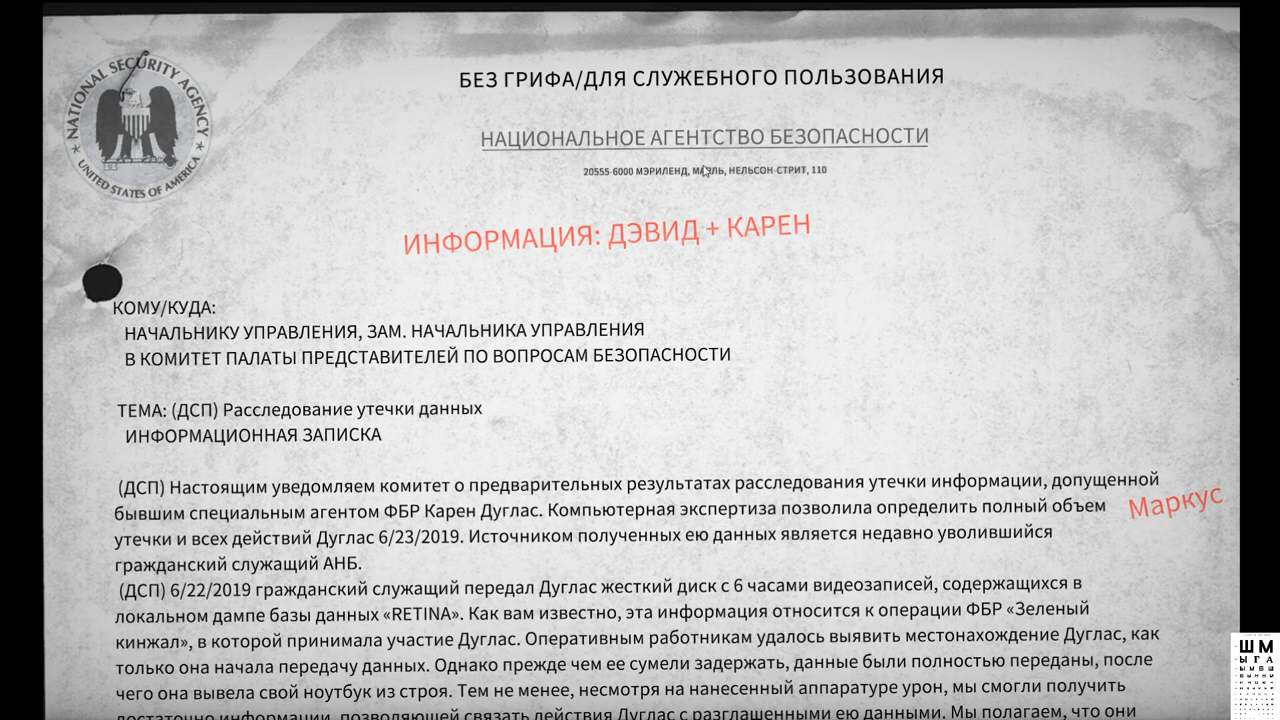 NATIONAL SECURITY AGENCY
UNITED STATES OF AMERICA
БЕЗ ГРИФА/ДЛЯ СЛУЖЕБНОГО ПОЛЬЗОВАНИЯ
НАЦИОНАЛЬНОЕ АГЕНТСТВО БЕЗОПАСНОСТИ
20555-6000 МЭРИЛЕНД, НЕЛЬСОН-СТРИТ, 110
ИНФОРМАЦИЯ: ДЭВИД + КАРЕН
КОМУ/КУДА:
НАЧАЛЬНИКУ УПРАВЛЕНИЯ, ЗАМ. НАЧАЛЬНИКА УПРАВЛЕНИЯ
В КОМИТЕТ ПАЛАТЫ ПРЕДСТАВИТЕЛЕЙ ПО ВОПРОСАМ БЕЗОПАСНОСТИ
ТЕМА: (ДСП) Расследование утечки данных
ИНФОРМАЦИОННАЯ ЗАПИСКА
(ДСП) Настоящим уведомляем комитет о предварительных результатах расследования утечки информации, допущенной
бывшим специальным агентом ФБР Карен Дуглас. Компьютерная экспертиза позволила определить полный объем
Маркус
утечки и всех действий Дуглас 6/23/2019. Источником полученных ею данных является недавно уволившийся
гражданский служащий АНБ.
(ДСП) 6/22/2019 гражданский служащий передал Дуглас жесткий диск с 6 часами видеозаписей, содержащихся в
локальном дампе базы данных «RETINA». Как вам известно, эта информация относится к операции ФБР «Зеленый
кинжал», в которой принимала участие Дуглас. Оперативным работникам удалось выявить местонахождение Дуглас, как
только она начала передачу данных. Однако прежде чем ее сумели задержать, данные были полностью переданы, после
чего она вывела свой ноутбук из строя. Тем не менее, несмотря на нанесенный аппаратуре урон, мы смогли получить
достаточно информации, позволяющей связать действия Дуглас с разглашенными ею данными. Мы полагаем, что они
Ш М
Ы Г А